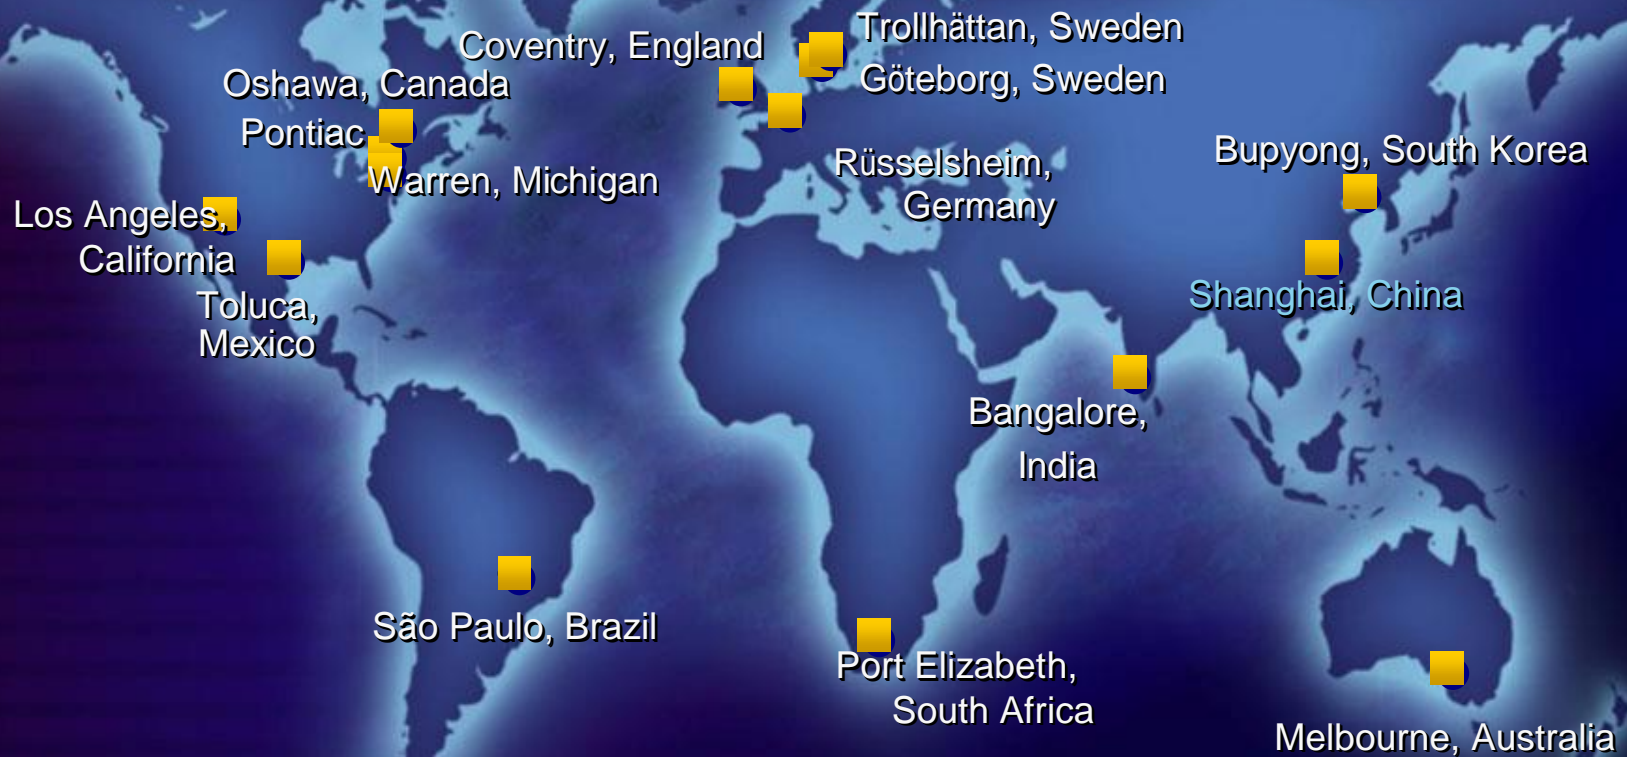 Trollhättan, Sweden
Coventry, England
Göteborg, Sweden
Oshawa, Canada
Pontiac
Warren, Michigan
Rüsselsheim,
Germany
Bupyong, South Korea
Los Angeles,
California
Toluca,
Mexico
Shanghai, China
Bangalore,
India
São Paulo, Brazil
Port Elizabeth,
South Africa
Melbourne, Australia